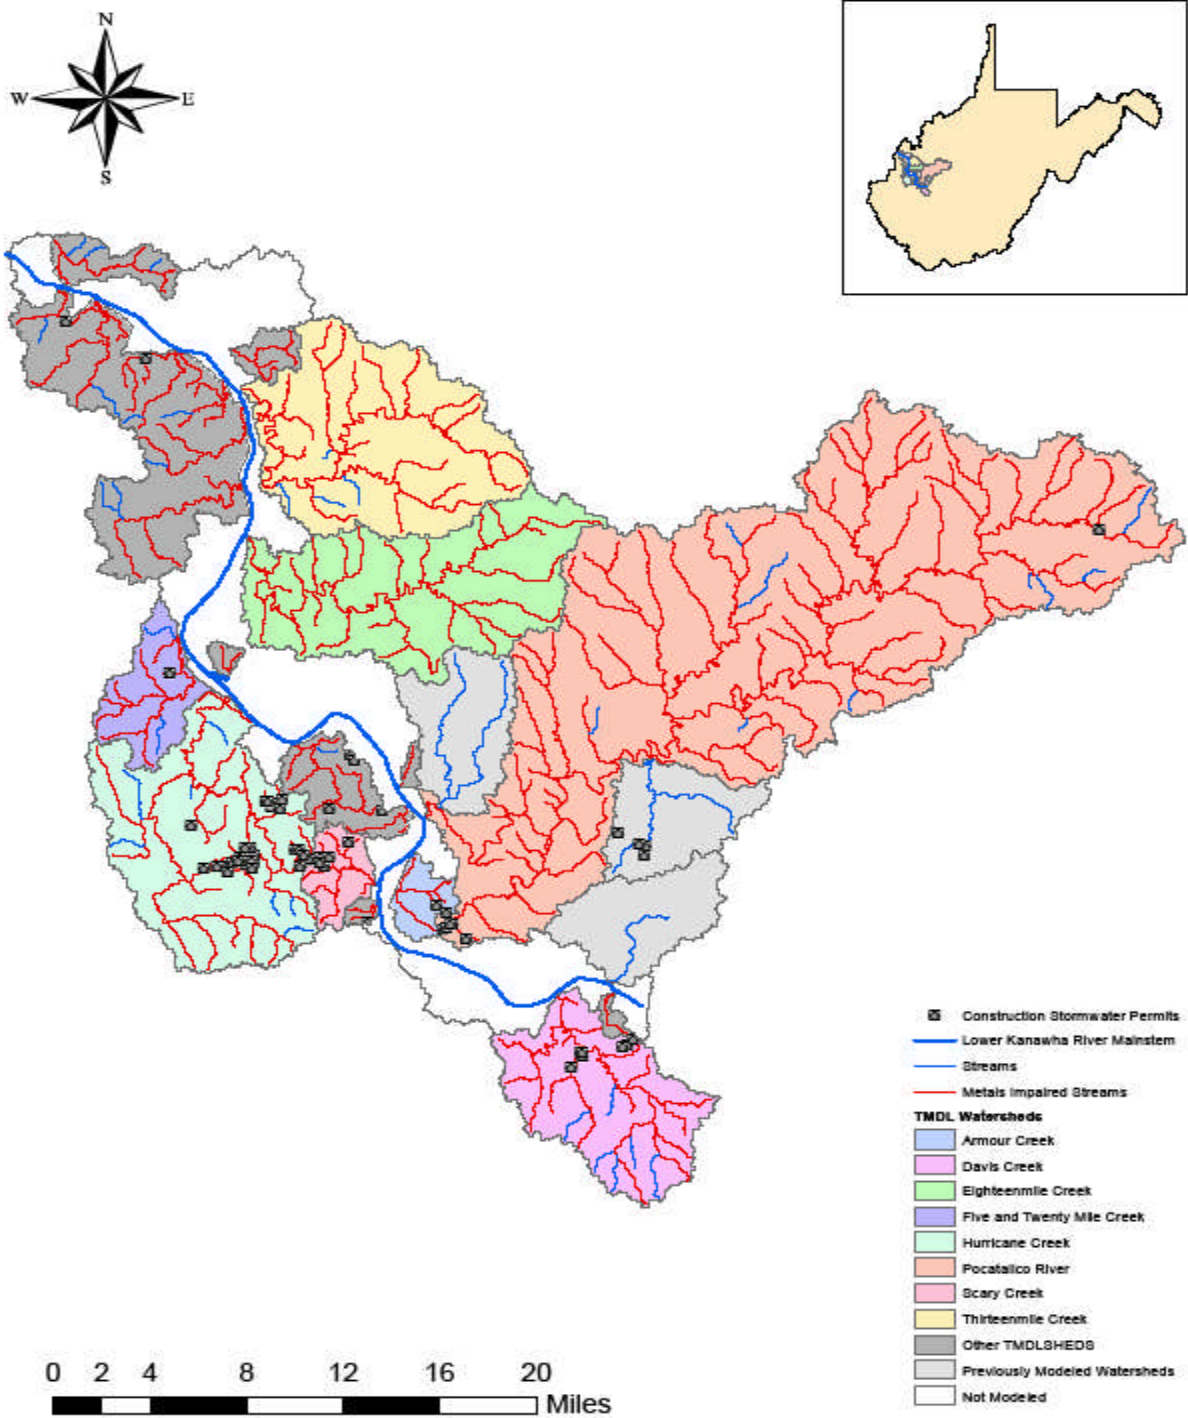 N
W E
S
Construction Stormwater Permits
Lower Kanawha River Mainstem
Streams
Metals Impaired Streams
TMDL Watersheds
Armour Creek
Davis Creek
Eighteenmile Creek
Five and Twenty Mile Creek
Hurricane Creek
Pocatalico River
Scary Creek
Thirteenmile Creek
Other TMDLSHEDS
Previously Modeled Watersheds
Not Modeled
0 2 4 8 12 16 20
Miles